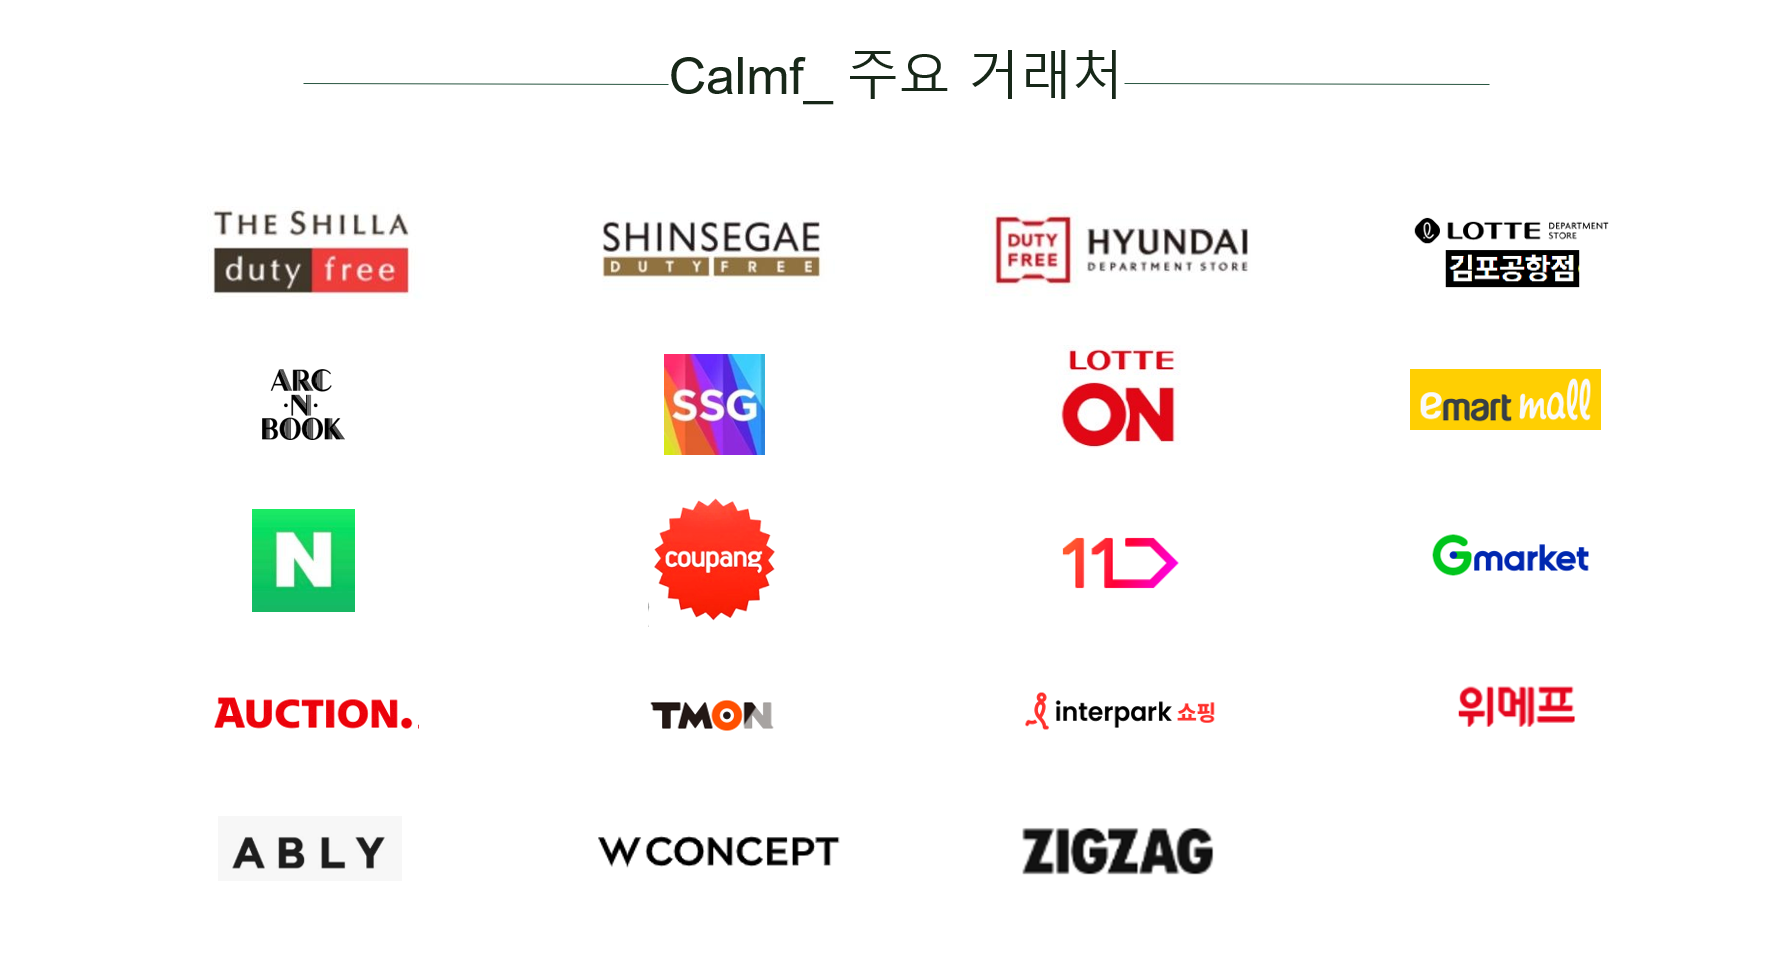 Calmf_ 주요 거래처
THE SHILLA
duty free
SHINSEGAE
DUTY FREE
DUTY
FREE
HYUNDAI
DEPARTMENT STORE
LOTTE DEPARTMENT
STORE
김포공항점
ARC
·N·
BOOK
SSG
LOTTE
ON
emart mall
N
coupang
11
Gmarket
AUCTION.
TMON
interpark 쇼핑
위메프
ABLY
W CONCEPT
ZIGZAG